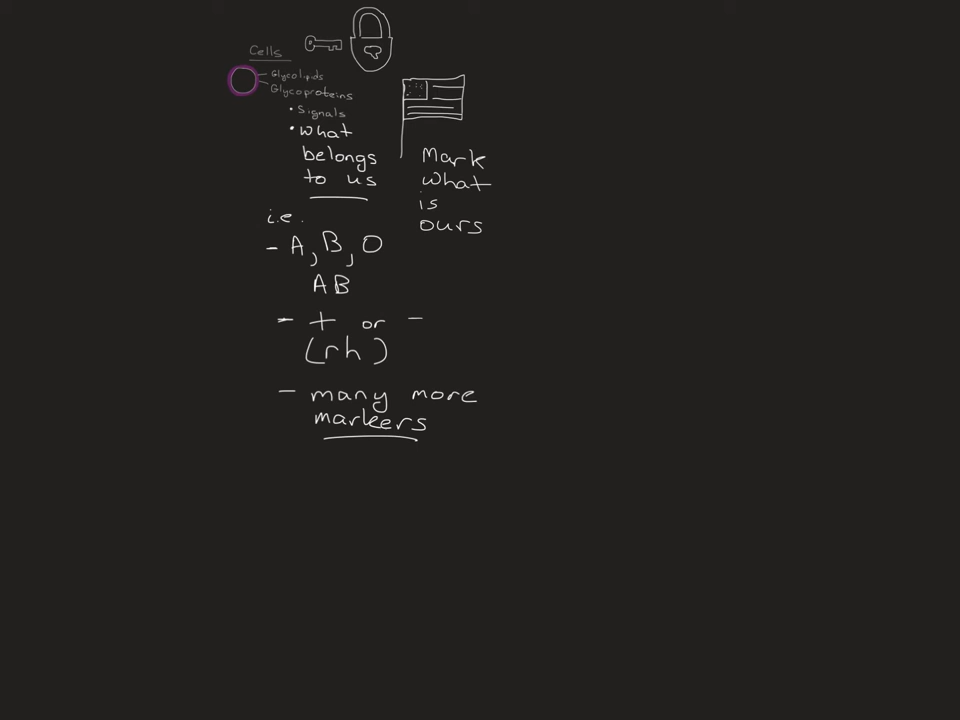 Cells
Glycolipids
Glycoproteins
• Signals
• What
belongs
to us
Mark
what
is
ours
i.e.
- A, B, O
AB
- + or -
(rh)
- many more
markers